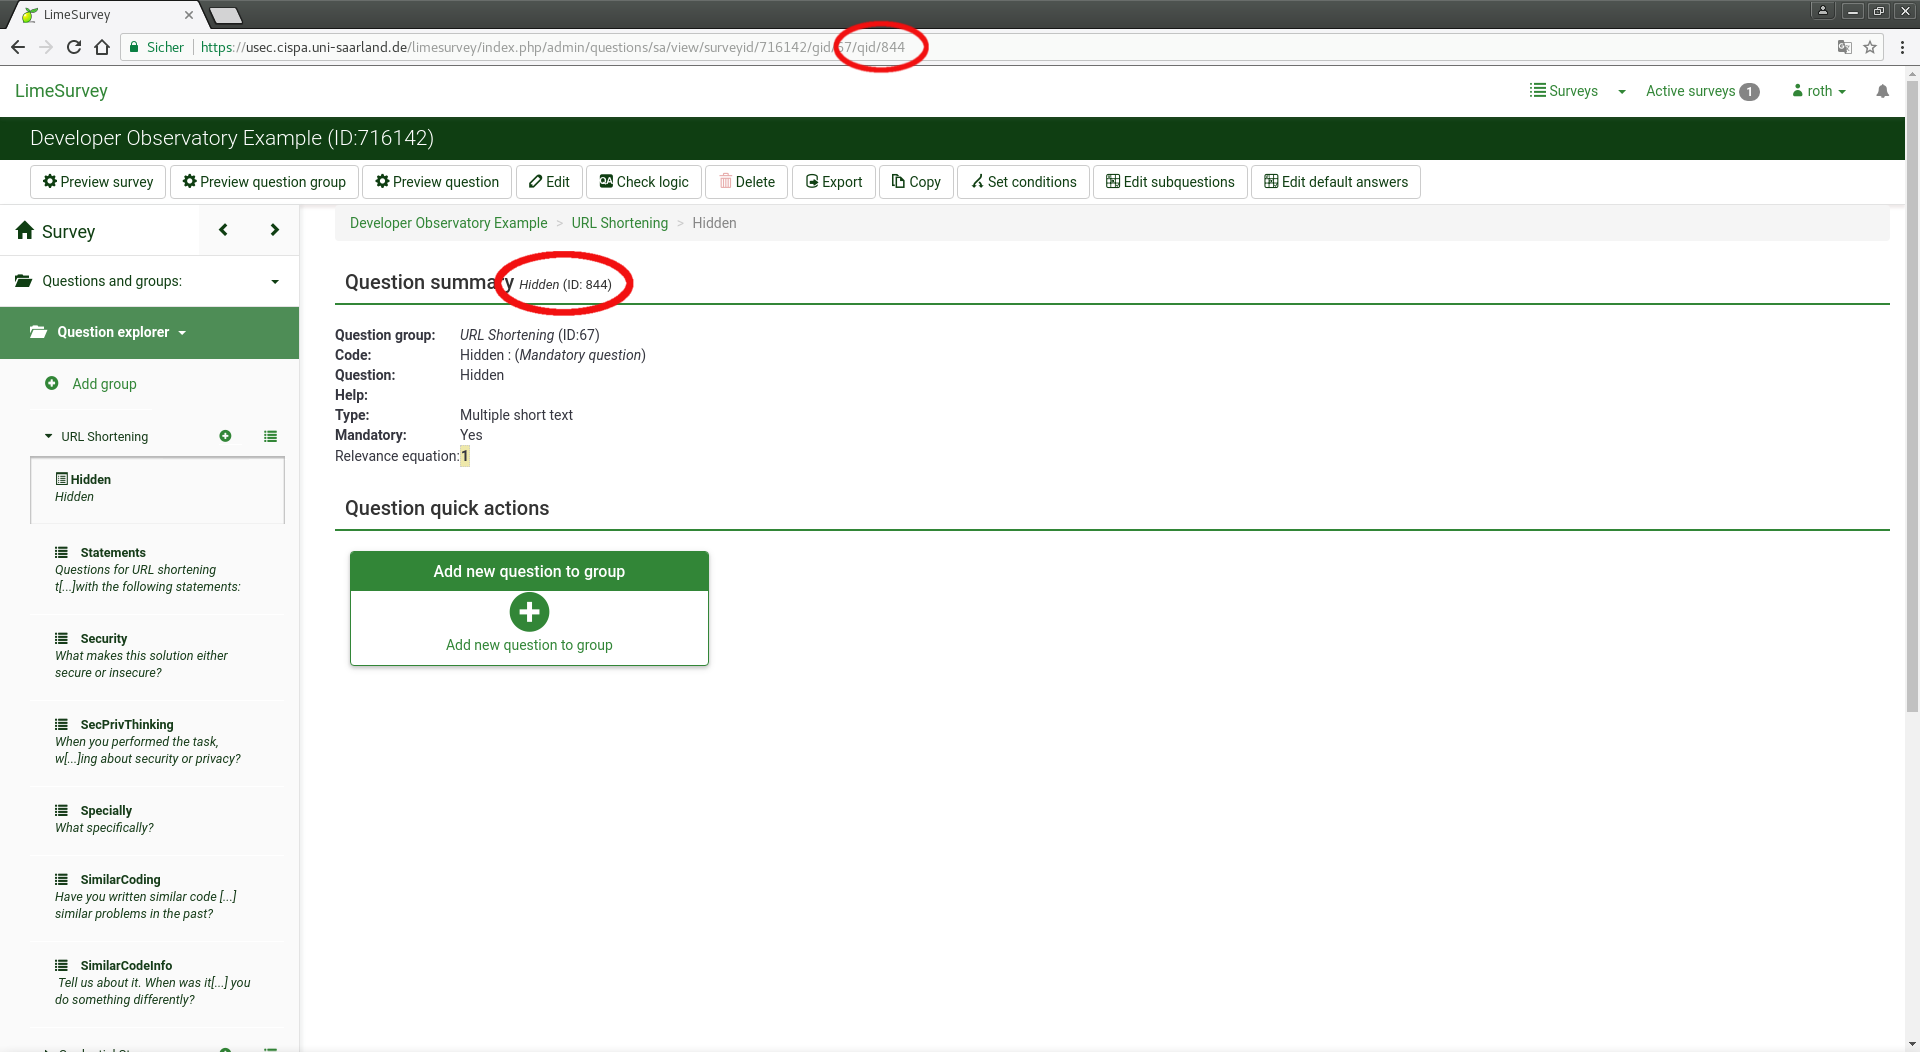 LimeSurvey
Sicher https://usec.cispa.uni-saarland.de/limesurvey/index.php/admin/questions/sa/view/surveyid/716142/gid/67/qid/844
LimeSurvey
Surveys
Active surveys 1
roth
Developer Observatory Example (ID:716142)
Preview survey
Preview question group
Preview question
Edit
Check logic
Delete
Export
Copy
Set conditions
Edit subquestions
Edit default answers
Survey
Developer Observatory Example > URL Shortening > Hidden
Questions and groups:
Question explorer
Add group
URL Shortening
Hidden
Hidden
Statements
Questions for URL shortening
t[...]with the following statements:
Security
What makes this solution either
secure or insecure?
SecPrivThinking
When you performed the task,
w[...]ing about security or privacy?
Specially
What specifically?
SimilarCoding
Have you written similar code [...]
similar problems in the past?
SimilarCodeInfo
Tell us about it. When was it[...] you
do something differently?
Question summary Hidden (ID: 844)
Question group: URL Shortening (ID:67)
Code: Hidden : (Mandatory question)
Question: Hidden
Help:
Type: Multiple short text
Mandatory: Yes
Relevance equation: 1
Question quick actions
Add new question to group
Add new question to group